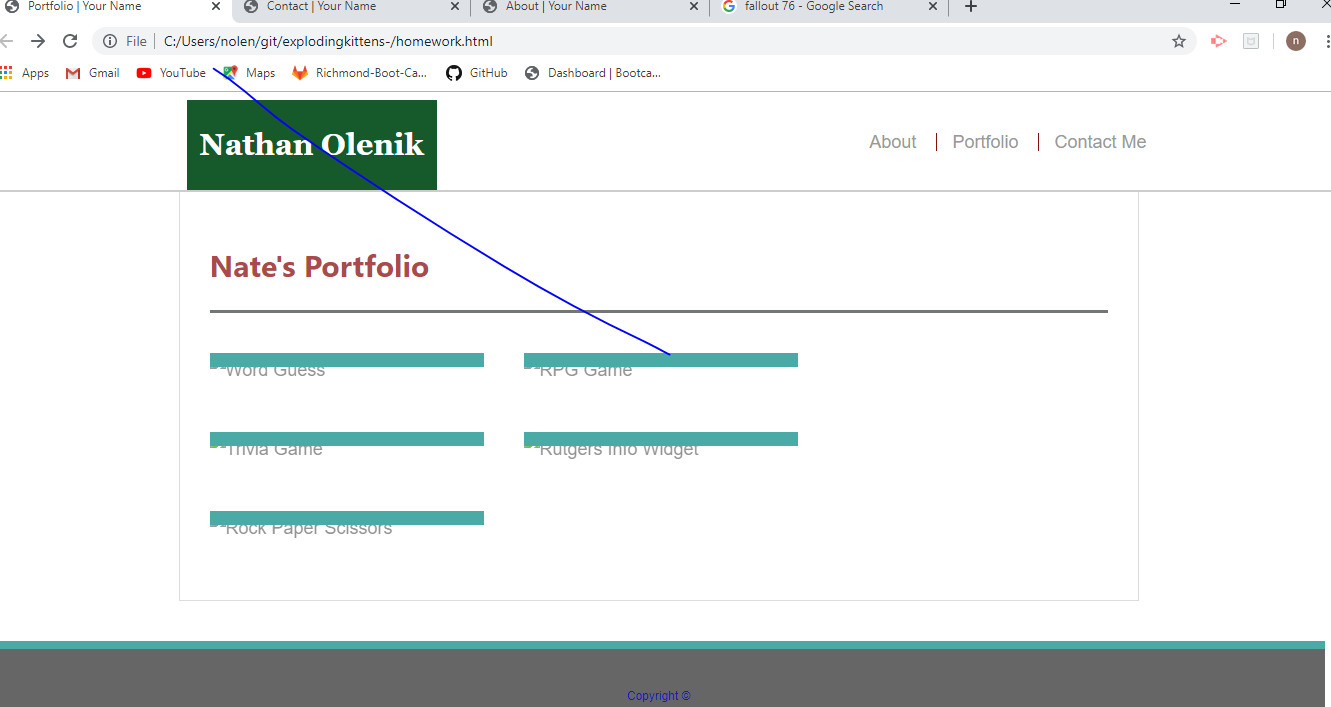 Portfolio | Your Name Contact | Your Name About | Your Name fallout 76 - Google Search
File C:/Users/nolen/git/explodingkittens-/homework.html n
Apps Gmail YouTube Maps Richmond-Boot-Ca... GitHub Dashboard | Bootca...
Nathan Olenik
About Portfolio Contact Me
Nate's Portfolio
Word Guess RPG Game
Trivia Game Rutgers Info Widget
Rock Paper Scissors
Copyright ©